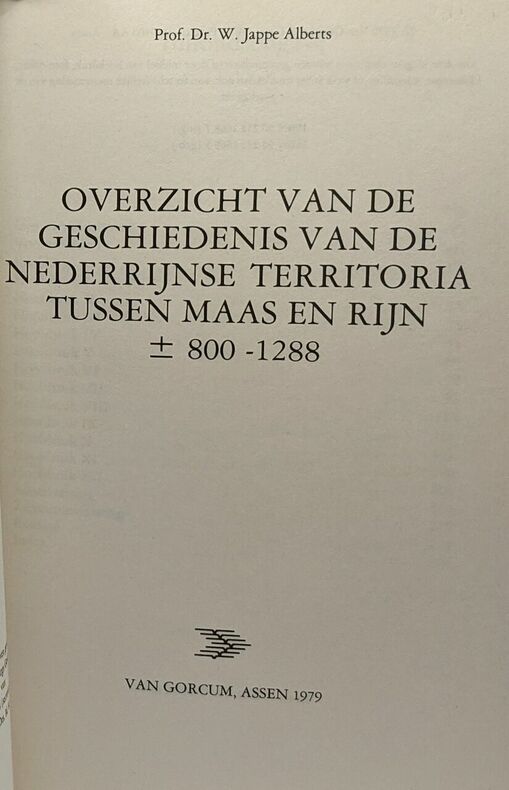 Prof. Dr. W. Jappe Alberts
OVERZICHT VAN DE
GESCHIEDENIS VAN DE
NEDERRIJNSE TERRITORIA
TUSSEN MAAS EN RIJN
± 800 -1288
VAN GORCUM, ASSEN 1979